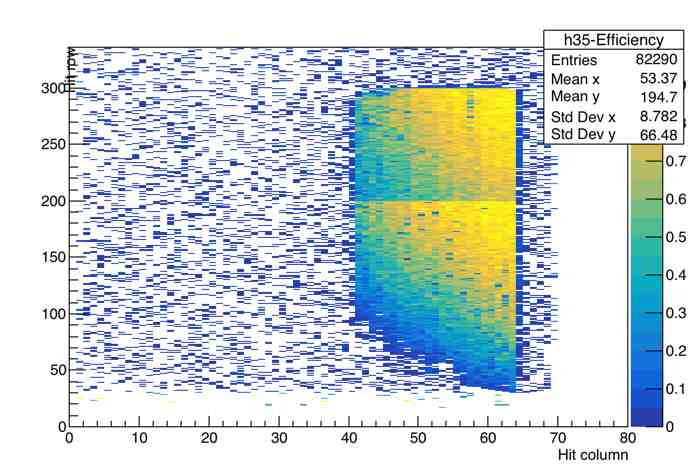 h35-Efficiency
Entries 82290
Mean x 53.37
Mean y 194.7
Std Dev x 8.782
Std Dev y 66.48
300
250
200
150
100
50
0
0 10 20 30 40 50 60 70 80
Hit column
0.7
0.6
0.5
0.4
0.3
0.2
0.1
0